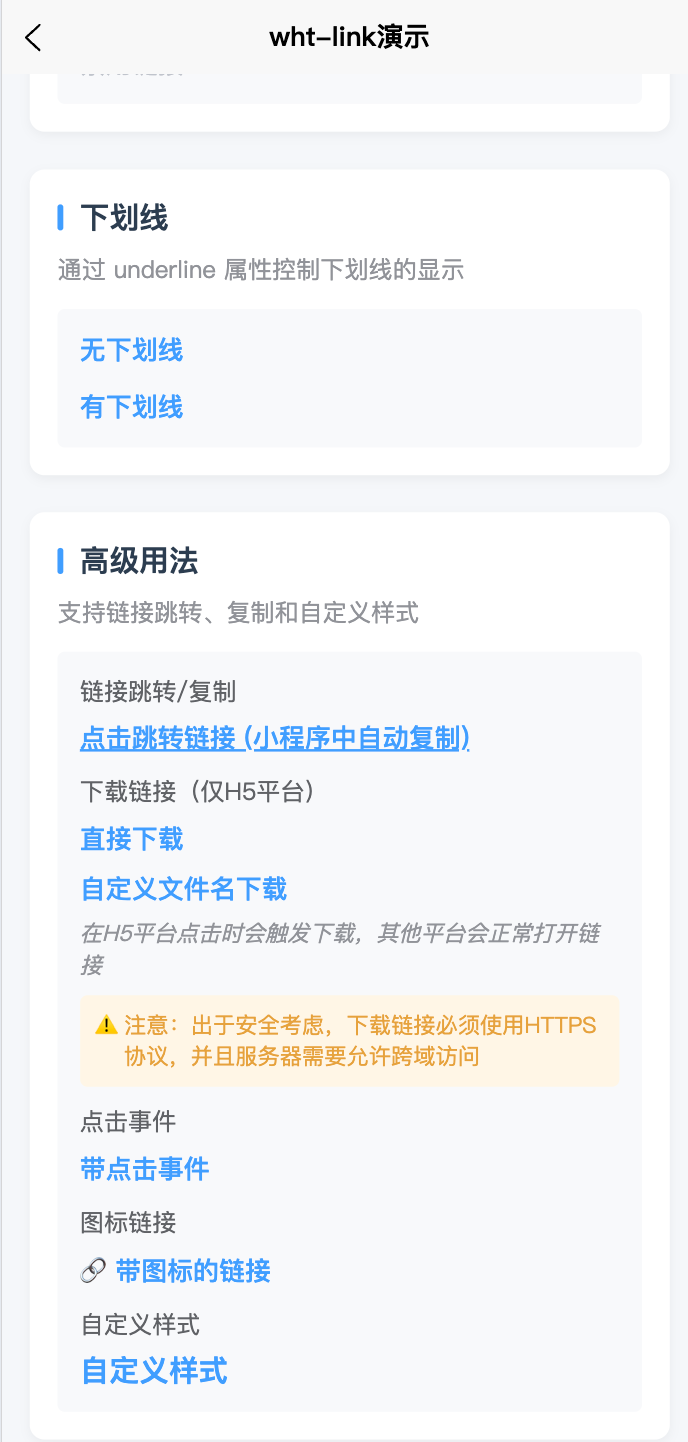 wht-link演示
下划线
通过 underline 属性控制下划线的显示
无下划线
有下划线
高级用法
支持链接跳转、复制和自定义样式
链接跳转/复制
点击跳转链接 (小程序中自动复制)
下载链接（仅H5平台）
直接下载
自定义文件名下载
在H5平台点击时会触发下载，其他平台会正常打开链
接
⚠️ 注意：出于安全考虑，下载链接必须使用HTTPS
协议，并且服务器需要允许跨域访问
点击事件
带点击事件
图标链接
🔗 带图标的链接
自定义样式
自定义样式